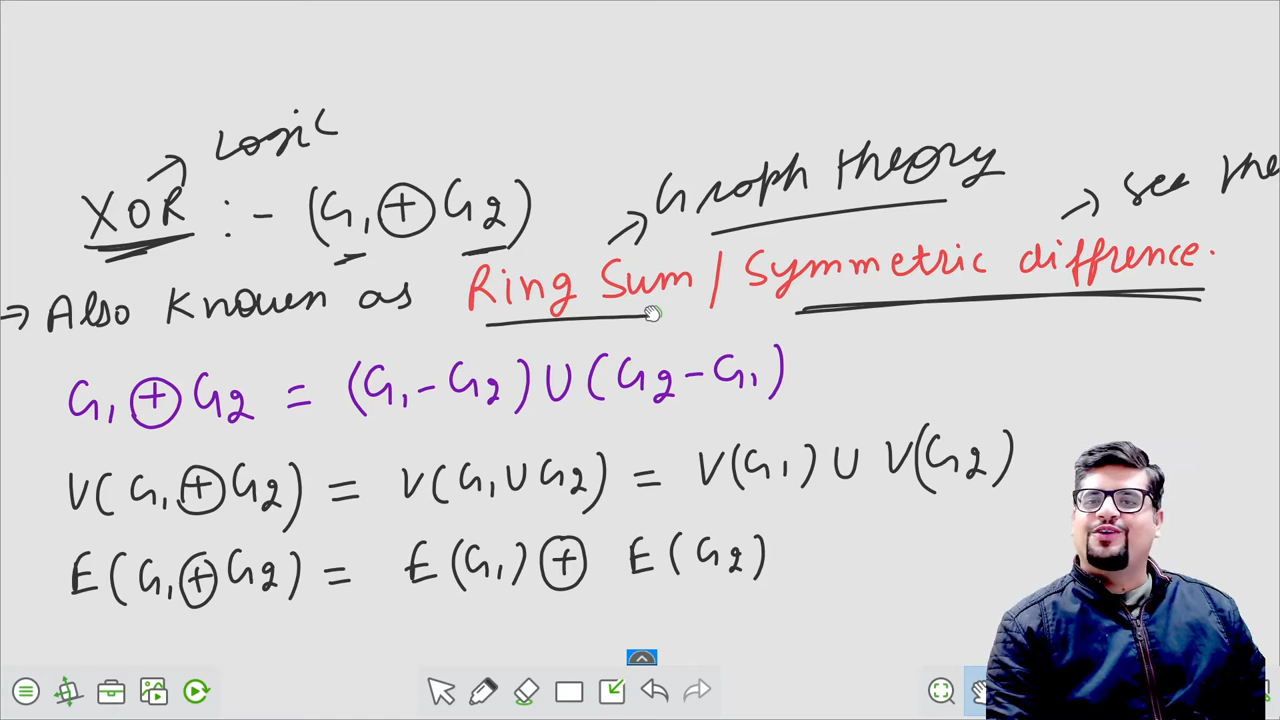 Logic
XOR :- (G₁ ⊕ G₂)
Graph theory
See the
→ Also known as Ring Sum / Symmetric diffrence.
G₁ ⊕ G₂ = (G₁ - G₂) ∪ (G₂ - G₁)
V(G₁ ⊕ G₂) = V(G₁ ∪ G₂) = V(G₁) ∪ V(G₂)
E(G₁ ⊕ G₂) = E(G₁) ⊕ E(G₂)